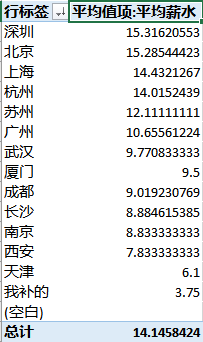 行标签 平均值项:平均薪水
深圳 15.31620553
北京 15.28544423
上海 14.4321267
杭州 14.0152439
苏州 12.11111111
广州 10.65561224
武汉 9.770833333
厦门 9.5
成都 9.019230769
长沙 8.884615385
南京 8.833333333
西安 7.833333333
天津 6.1
我补的 3.75
(空白)
总计 14.1458424